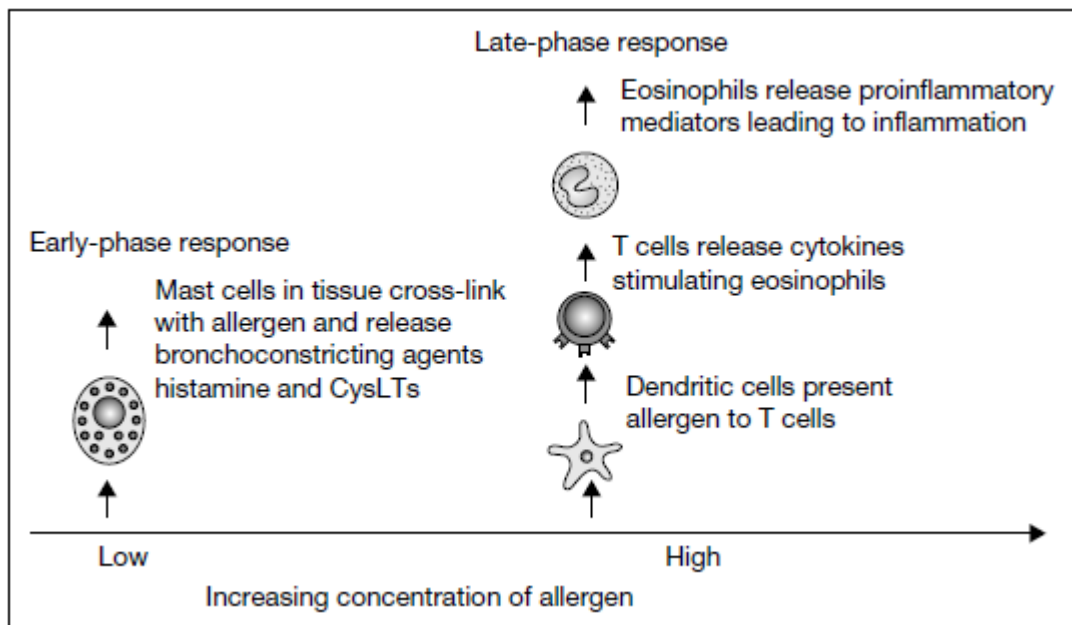 Late-phase response
Eosinophils release proinflammatory
mediators leading to inflammation
T cells release cytokines
stimulating eosinophils
Dendritic cells present
allergen to T cells
Early-phase response
Mast cells in tissue cross-link
with allergen and release
bronchoconstricting agents
histamine and CysLTs
Low
High
Increasing concentration of allergen